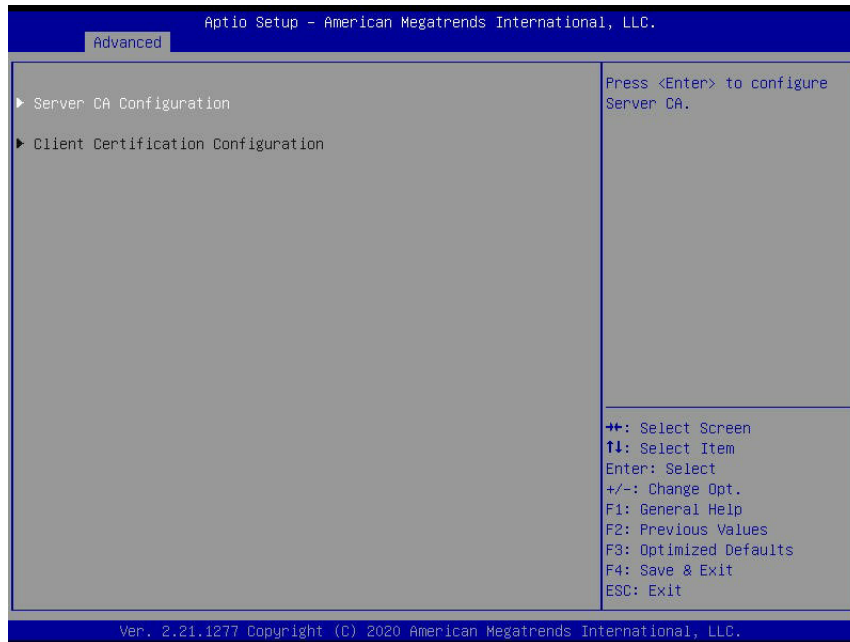 Aptio Setup – American Megatrends International, LLC.
Advanced
▶ Server CA Configuration
▶ Client Certification Configuration
Press <Enter> to configure
Server CA.
→←: Select Screen
↑↓: Select Item
Enter: Select
+/-: Change Opt.
F1: General Help
F2: Previous Values
F3: Optimized Defaults
F4: Save & Exit
ESC: Exit
Ver. 2.21.1277 Copyright (C) 2020 American Megatrends International, LLC.